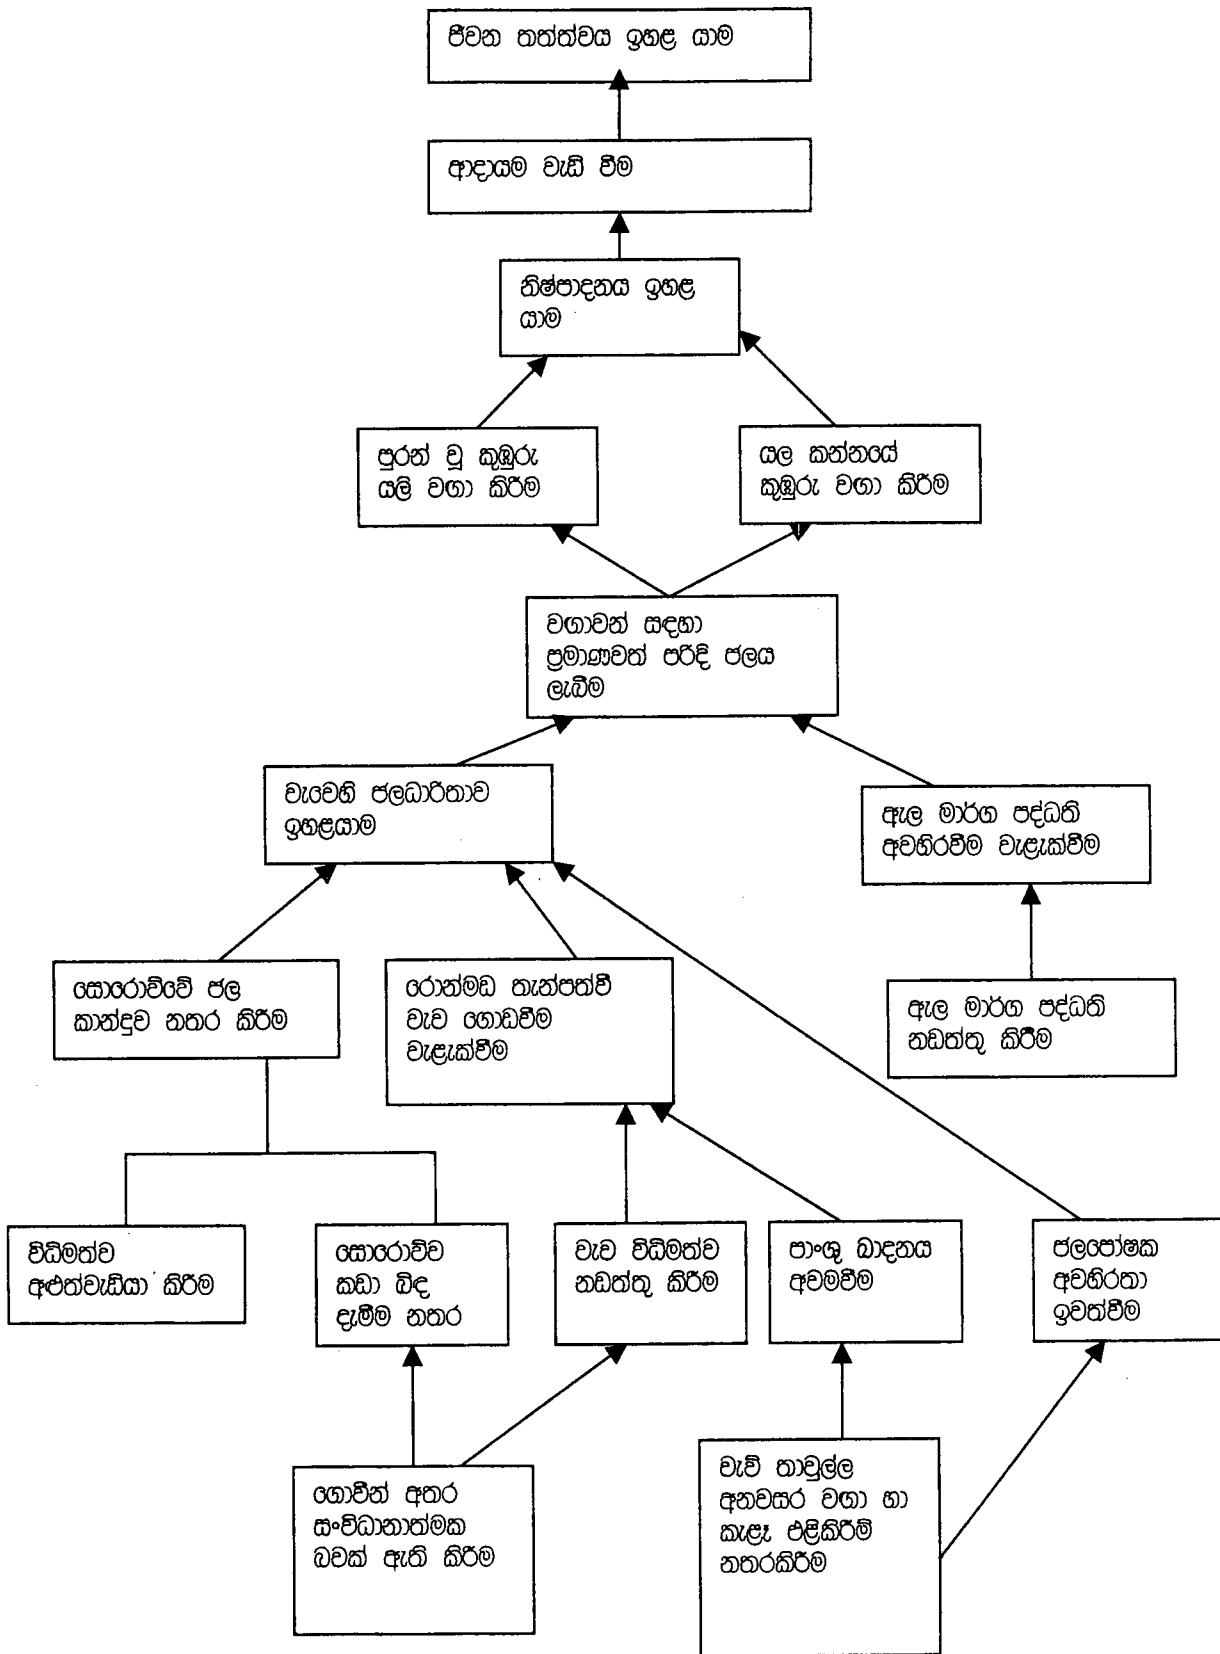 ජීවන තත්ත්වය ඉහළ යාම
ආදායම වැඩි වීම
නිෂ්පාදනය ඉහළ
යාම
පුරන් වූ කුඹුරු
යලි වගා කිරීම
යල කන්නයේ
කුඹුරු වගා කිරීම
වගාවන් සඳහා
ප්‍රමාණවත් පරිදි ජලය
ලැබීම
වැවෙහි ජලධාරිතාව
ඉහළයාම
ඇල මාර්ග පද්ධති
අවහිරවීම වැළැක්වීම
සොරොව්වේ ජල
කාන්දුව නතර කිරීම
රොන්මඩ තැන්පත්වී
වැව ගොඩවීම
වැළැක්වීම
ඇල මාර්ග පද්ධති
නඩත්තු කිරීම
විධිමත්ව
අළුත්වැඩියා කිරීම
සොරොව්ව
කඩා බිඳ
දැමීම නතර
වැව විධිමත්ව
නඩත්තු කිරීම
පාංශු ඛාදනය
අවමවීම
ජලපෝෂක
අවහිරතා
ඉවත්වීම
ගොවීන් අතර
සංවිධානාත්මක
බවක් ඇති කිරීම
වැව් තාවුල්ල
අනවසර වගා හා
කැළෑ එළිකිරීම්
නතරකිරීම